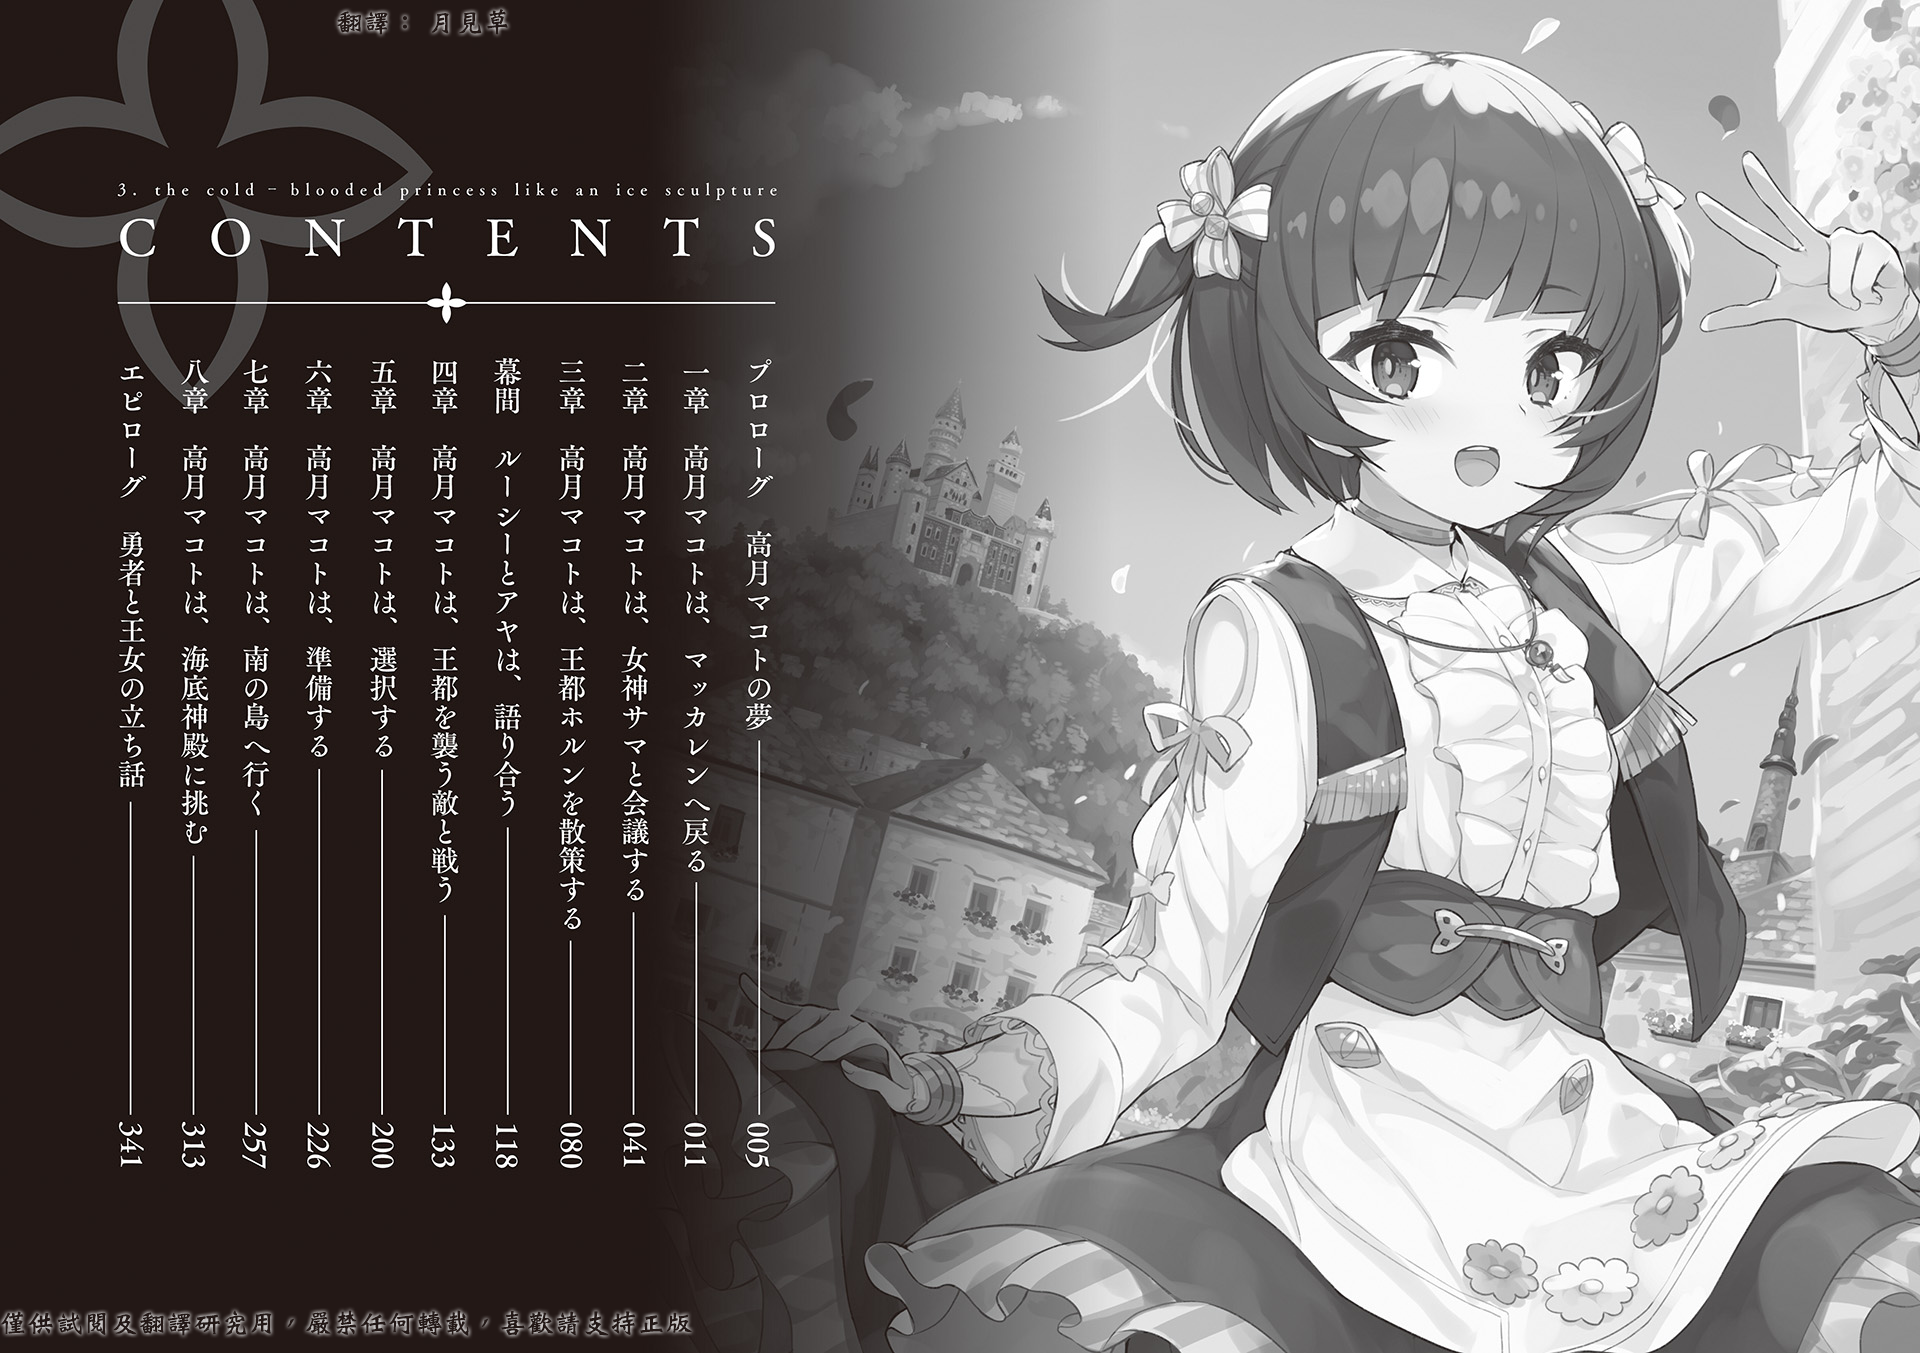 翻譯： 月見草
3. the cold－blooded princess like an ice sculpture
CONTENTS
プロローグ　高月マコトの夢 005
一章　高月マコトは、マッカレンへ戻る 011
二章　高月マコトは、女神サマと会議する 041
三章　高月マコトは、王都ホルンを散策する 080
幕間　ルーシーとアヤは、語り合う 118
四章　高月マコトは、王都を襲う敵と戦う 133
五章　高月マコトは、選択する 200
六章　高月マコトは、準備する 226
七章　高月マコトは、南の島へ行く 257
八章　高月マコトは、海底神殿に挑む 313
エピローグ　勇者と王女の立ち話 341
僅供試閱及翻譯研究用，嚴禁任何轉載，喜歡請支持正版